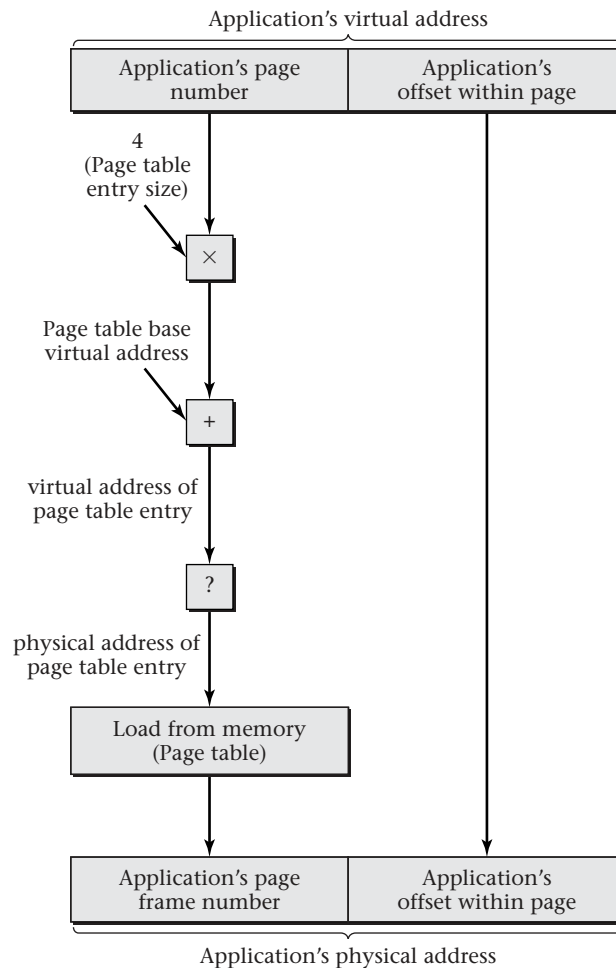 Application's virtual address
Application's page
number
Application's
offset within page
4
(Page table
entry size)
×
Page table base
virtual address
+
virtual address of
page table entry
?
physical address of
page table entry
Load from memory
(Page table)
Application's page
frame number
Application's
offset within page
Application's physical address